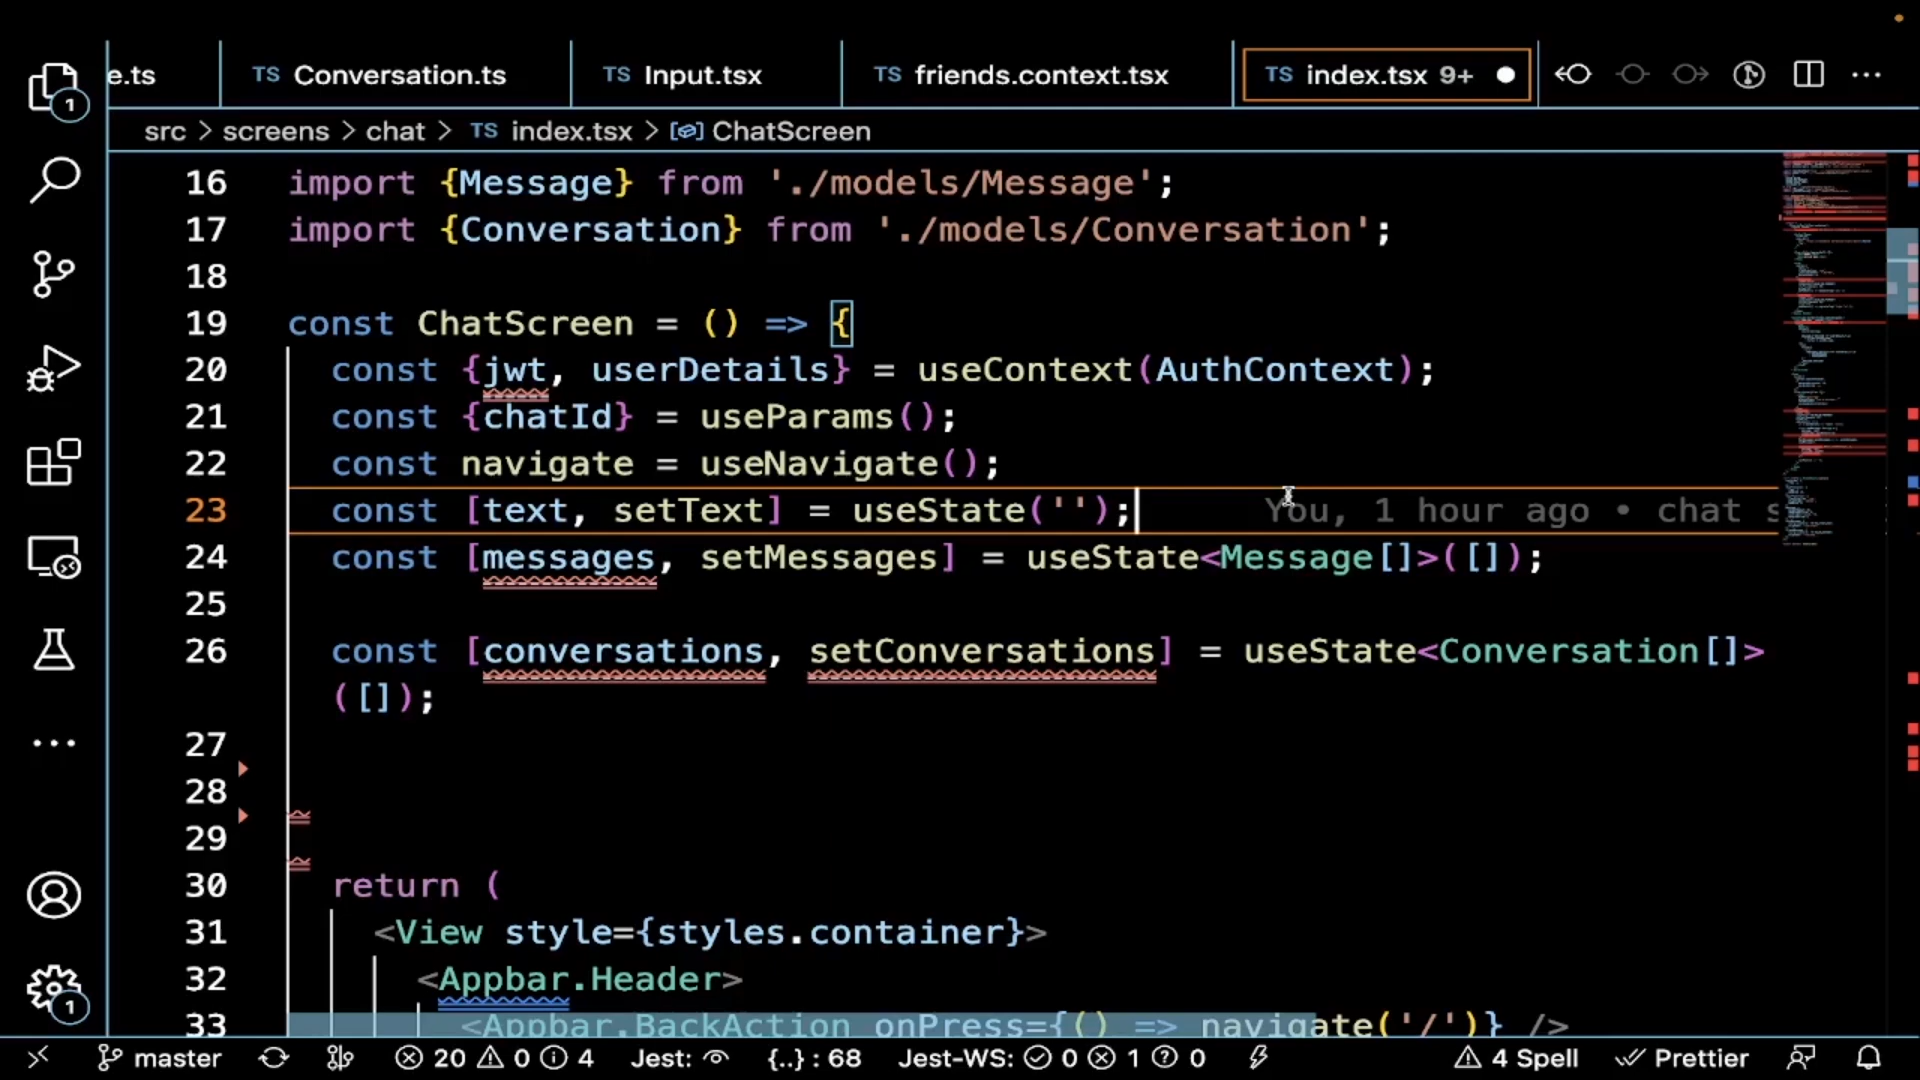 e.ts
TS Conversation.ts
TS Input.tsx
TS friends.context.tsx
TS index.tsx 9+
1
src > screens > chat > TS index.tsx > ChatScreen
16 import {Message} from './models/Message';
17 import {Conversation} from './models/Conversation';
18
19 const ChatScreen = () => {
20 const {jwt, userDetails} = useContext(AuthContext);
21 const {chatId} = useParams();
22 const navigate = useNavigate();
23 const [text, setText] = useState(''); You, 1 hour ago • chat s
24 const [messages, setMessages] = useState<Message[]>([]);
25
26 const [conversations, setConversations] = useState<Conversation[]>
([]);
27
28
29
30 return (
31 <View style={styles.container}>
32 <Appbar.Header>
33 <Appbar.BackAction onPress={() => navigate('/')} />
1
master 20 0 4 Jest: {..} : 68 Jest-WS: 0 1 0 4 Spell Prettier